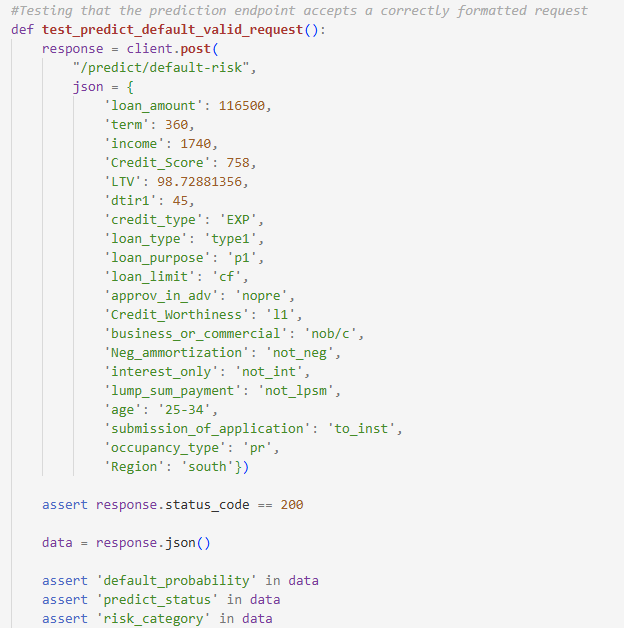 #Testing that the prediction endpoint accepts a correctly formatted request
def test_predict_default_valid_request():
    response = client.post(
        "/predict/default-risk",
        json = {
            'loan_amount': 116500,
            'term': 360,
            'income': 1740,
            'Credit_Score': 758,
            'LTV': 98.72881356,
            'dtir1': 45,
            'credit_type': 'EXP',
            'loan_type': 'type1',
            'loan_purpose': 'p1',
            'loan_limit': 'cf',
            'approv_in_adv': 'nopre',
            'Credit_Worthiness': 'l1',
            'business_or_commercial': 'nob/c',
            'Neg_ammortization': 'not_neg',
            'interest_only': 'not_int',
            'lump_sum_payment': 'not_lpsm',
            'age': '25-34',
            'submission_of_application': 'to_inst',
            'occupancy_type': 'pr',
            'Region': 'south'})
    assert response.status_code == 200
    data = response.json()
    assert 'default_probability' in data
    assert 'predict_status' in data
    assert 'risk_category' in data